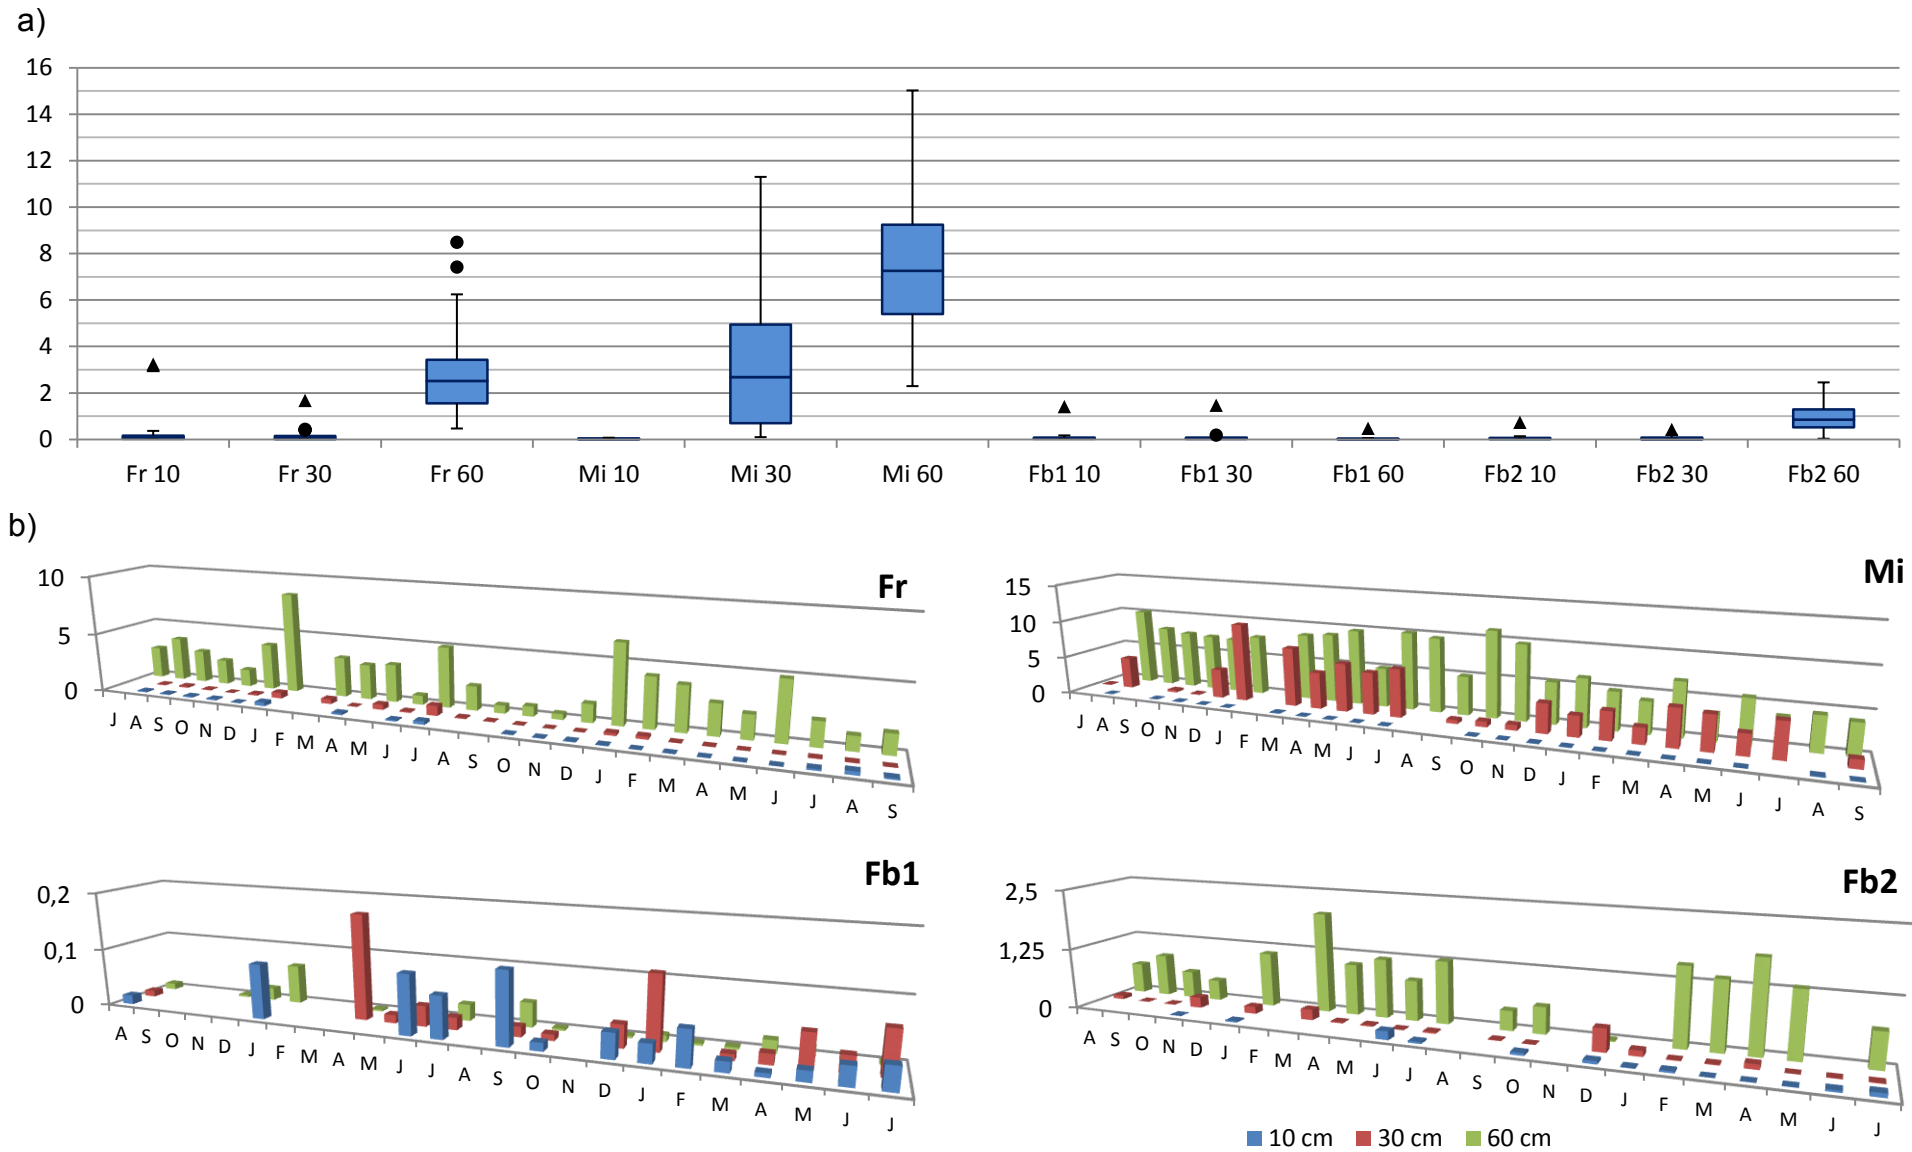 a)
16
14
12
10
8
6
4
2
0
Fr 10 Fr 30 Fr 60 Mi 10 Mi 30 Mi 60 Fb1 10 Fb1 30 Fb1 60 Fb2 10 Fb2 30 Fb2 60
b)
Fr
10
5
0
J A S O N D J F M A M J J A S O N D J F M A M J J A S
Mi
15
10
5
0
J A S O N D J F M A M J J A S O N D J F M A M J J A S
Fb1
0,2
0,1
0
A S O N D J F M A M J J A S O N D J F M A M J J
Fb2
2,5
1,25
0
A S O N D J F M A M J J A S O N D J F M A M J J
10 cm 30 cm 60 cm